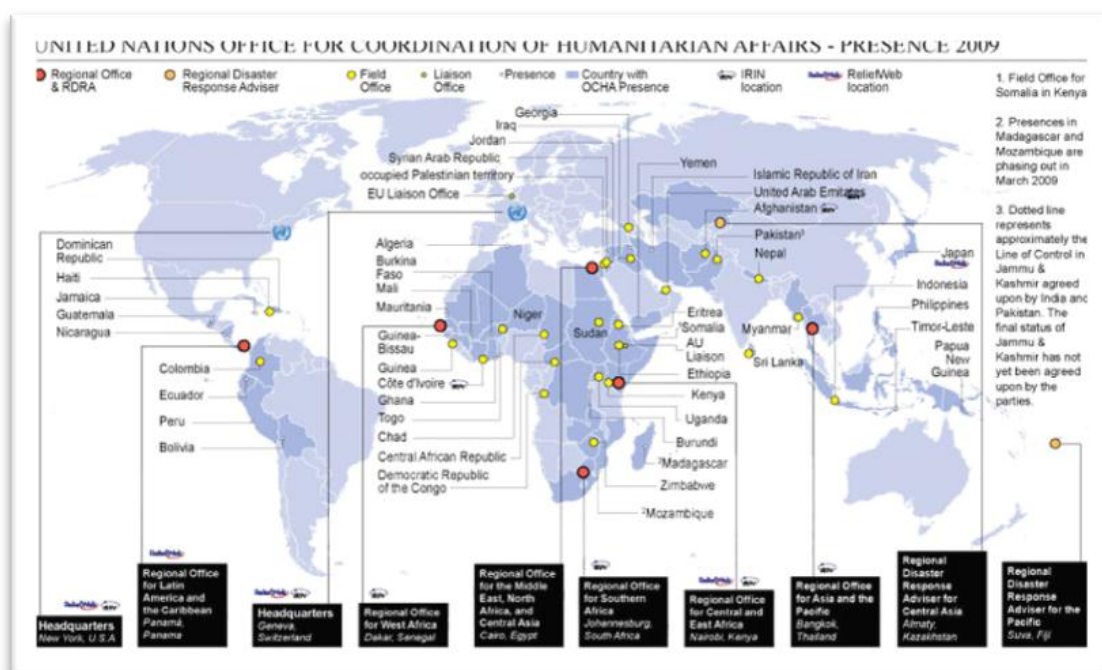 UNITED NATIONS OFFICE FOR COORDINATION OF HUMANITARIAN AFFAIRS - PRESENCE 2009
Regional Office
& RDRA
Regional Disaster
Response Adviser
Field
Office
Liaison
Office
Presence
Country with
OCHA Presence
IRIN
location
ReliefWeb
location
1. Field Office for
Somalia in Kenya
2. Presences in
Madagascar and
Mozambique are
phasing out in
March 2009
3. Dotted line
represents
approximately the
Line of Control in
Jammu &
Kashmir agreed
upon by India and
Pakistan. The
final status of
Jammu &
Kashmir has not
yet been agreed
upon by the
parties.
Georgia
Iraq
Jordan
Syrian Arab Republic
occupied Palestinian territory
EU Liaison Office
Yemen
Islamic Republic of Iran
United Arab Emirates
Afghanistan
Pakistan³
Nepal
Japan
Indonesia
Philippines
Timor-Leste
Papua
New
Guinea
Myanmar
Sri Lanka
Dominican
Republic
Haiti
Jamaica
Guatemala
Nicaragua
Colombia
Ecuador
Peru
Bolivia
Algeria
Burkina
Faso
Mali
Mauritania
Niger
Guinea-
Bissau
Guinea
Côte d'Ivoire
Ghana
Togo
Chad
Central African Republic
Democratic Republic
of the Congo
Sudan
Eritrea
¹Somalia
AU
Liaison
Ethiopia
Kenya
Uganda
Burundi
²Madagascar
Zimbabwe
²Mozambique
Headquarters
New York, U.S.A
Regional Office
for Latin
America and
the Caribbean
Panamá,
Panama
Headquarters
Geneva,
Switzerland
Regional Office
for West Africa
Dakar, Senegal
Regional Office
for the Middle
East, North
Africa, and
Central Asia
Cairo, Egypt
Regional Office
for Southern
Africa
Johannesburg,
South Africa
Regional Office
for Central and
East Africa
Nairobi, Kenya
Regional Office
for Asia and the
Pacific
Bangkok,
Thailand
Regional
Disaster
Response
Adviser for
Central Asia
Almaty,
Kazakhstan
Regional
Disaster
Response
Adviser for the
Pacific
Suva, Fiji